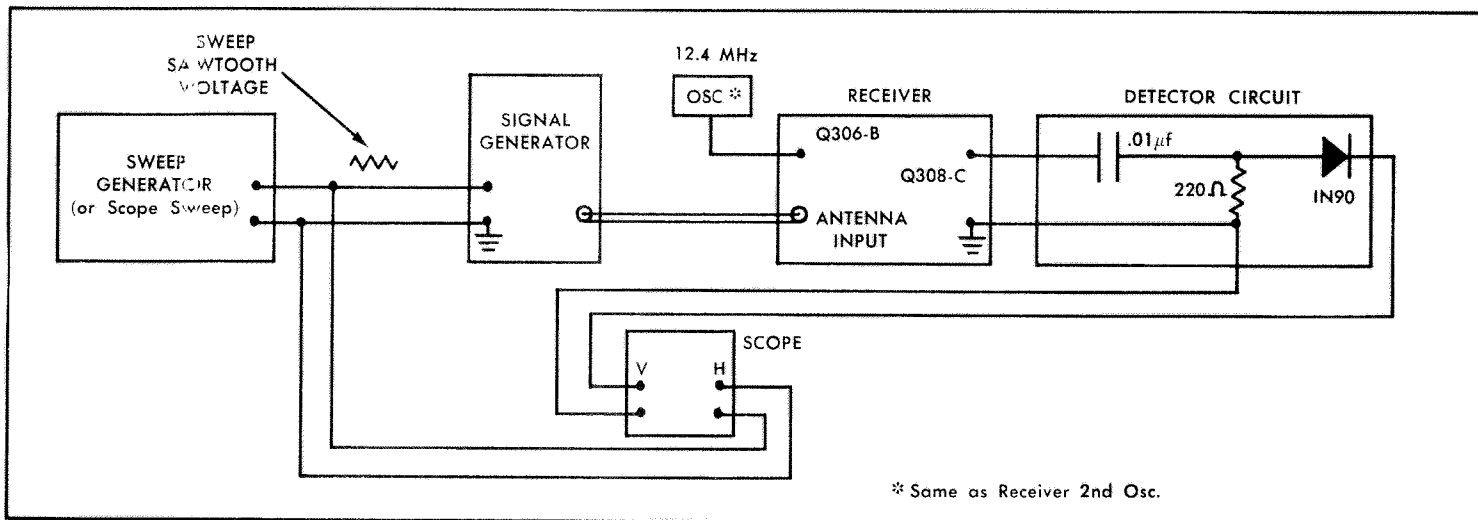 SWEEP
SAWTOOTH
VOLTAGE
SWEEP
GENERATOR
(or Scope Sweep)
SIGNAL
GENERATOR
12.4 MHz
OSC *
RECEIVER
Q306-B
Q308-C
ANTENNA
INPUT
DETECTOR CIRCUIT
.01μf
220Ω
IN90
SCOPE
V H
* Same as Receiver 2nd Osc.